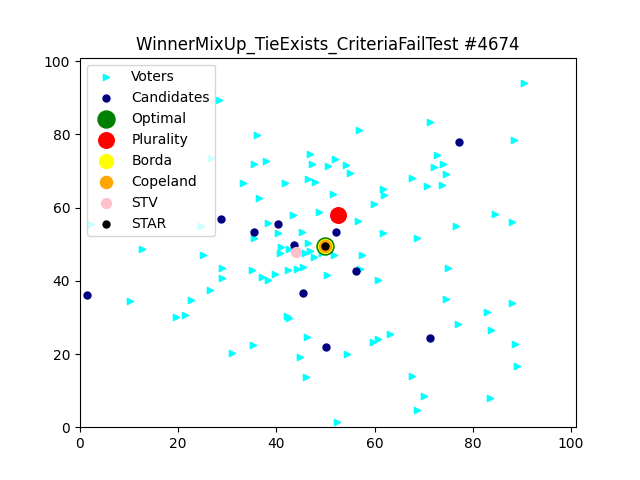 WinnerMixUp_TieExists_CriteriaFailTest #4674
100
80
60
40
20
0
Voters
Candidates
Optimal
Plurality
Borda
Copeland
STV
STAR
0 20 40 60 80 100